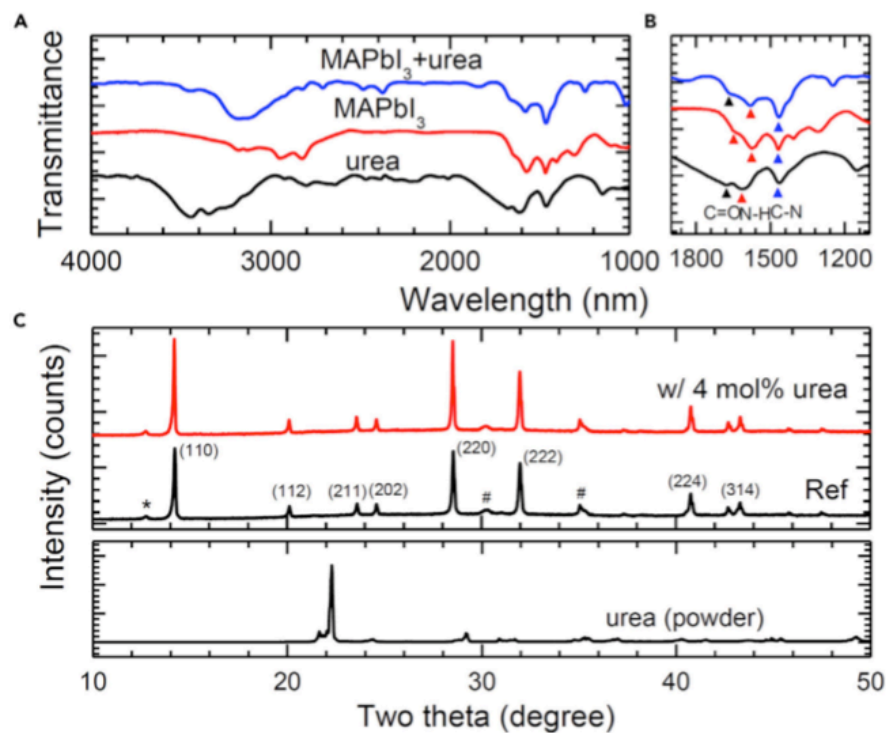 A
B
Transmittance
MAPbI₃+urea
MAPbI₃
urea
C=O N-H C-N
4000 3000 2000 1000
1800 1500 1200
Wavelength (nm)
C
Intensity (counts)
w/ 4 mol% urea
(110) (112) (211) (202) (220) (222) (224) (314)
* # #
Ref
urea (powder)
10 20 30 40 50
Two theta (degree)